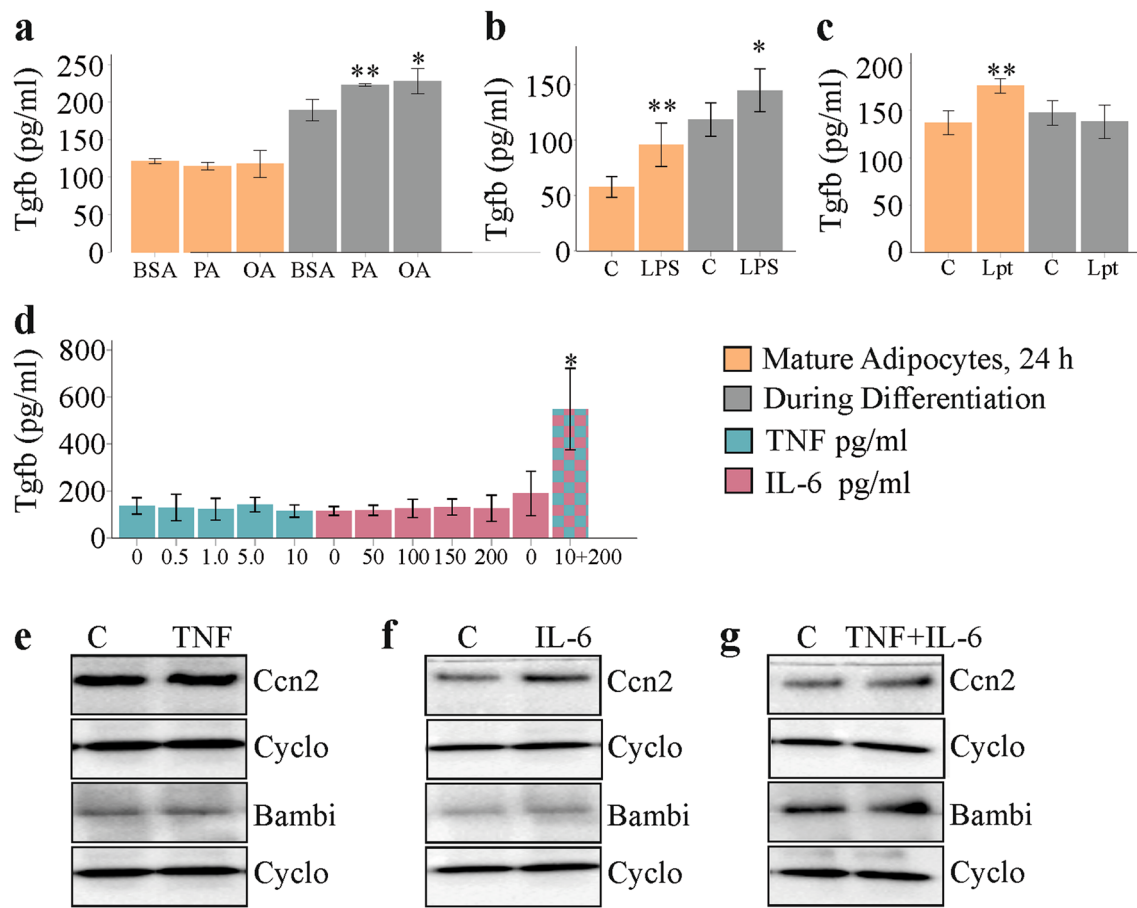 a
Tgfb (pg/ml)
250
200
150
100
50
0
** *
BSA PA OA BSA PA OA
b
Tgfb (pg/ml)
150
100
50
0
** *
C LPS C LPS
c
Tgfb (pg/ml)
200
150
100
50
0
**
C Lpt C Lpt
d
Tgfb (pg/ml)
800
600
400
200
0
*
0 0.5 1.0 5.0 10 0 50 100 150 200 0 10+200
Mature Adipocytes, 24 h
During Differentiation
TNF pg/ml
IL-6 pg/ml
e
C TNF
Ccn2
Cyclo
Bambi
Cyclo
f
C IL-6
Ccn2
Cyclo
Bambi
Cyclo
g
C TNF+IL-6
Ccn2
Cyclo
Bambi
Cyclo